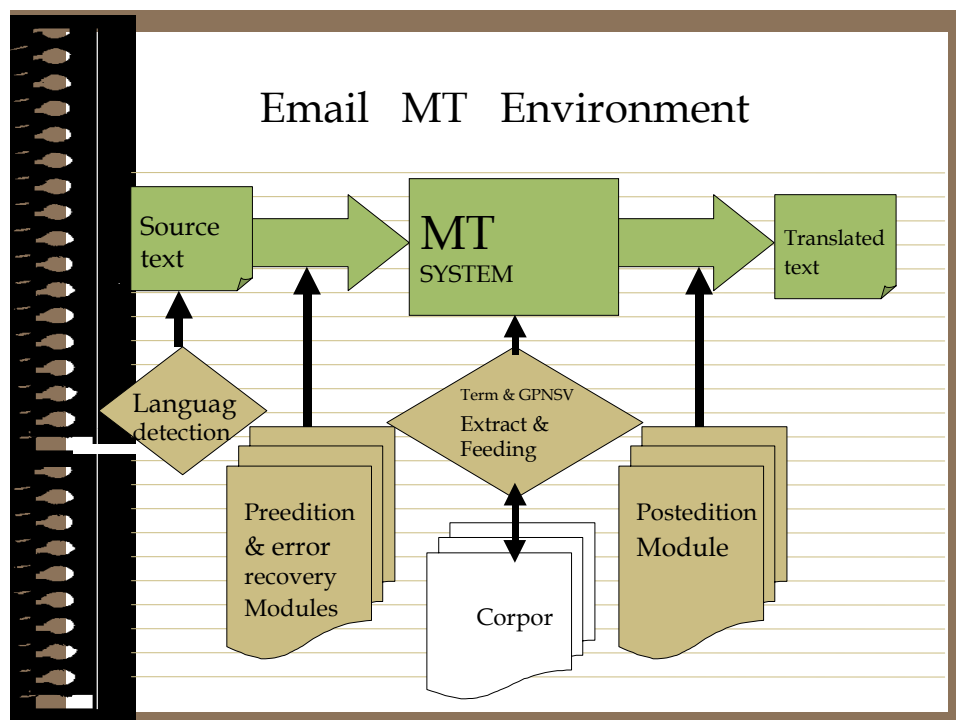 Email MT Environment
Source
text
MT
SYSTEM
Translated
text
Languag
detection
Term & GPNSV
Extract &
Feeding
Preedition
& error
recovery
Modules
Corpor
Postedition
Module